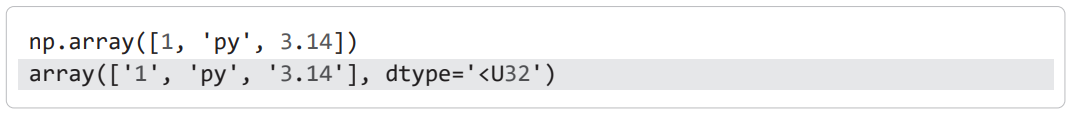 np.array([1, 'py', 3.14])
array(['1', 'py', '3.14'], dtype='<U32')